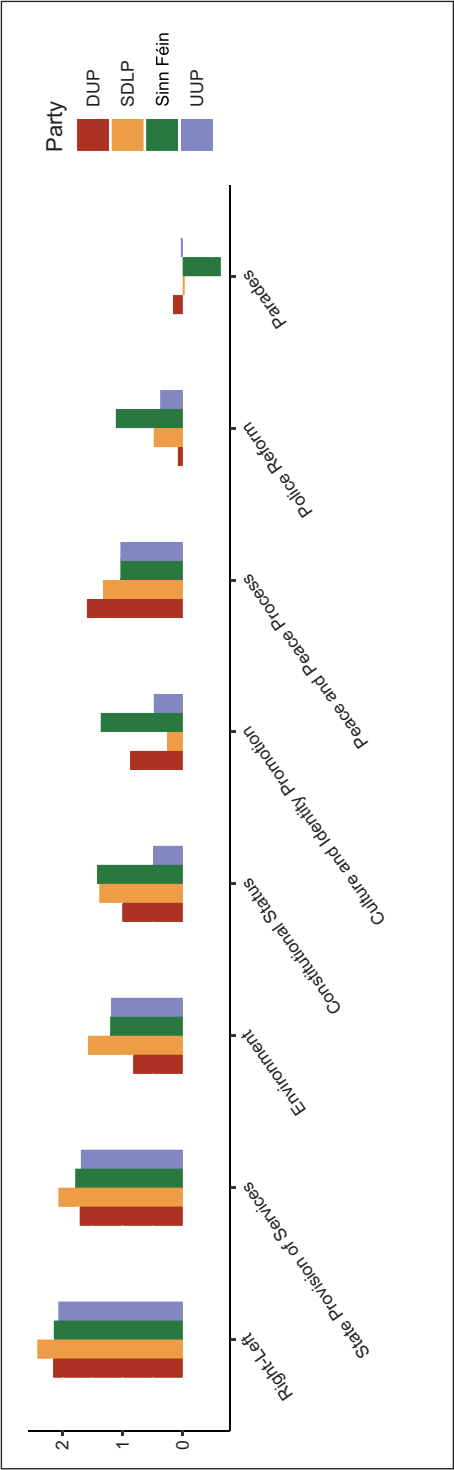 Party
DUP
SDLP
Sinn Féin
UUP
2
1
0
Right-Left
State Provision of Services
Environment
Constitutional Status
Culture and Identity Promotion
Peace and Peace Process
Police Reform
Parades